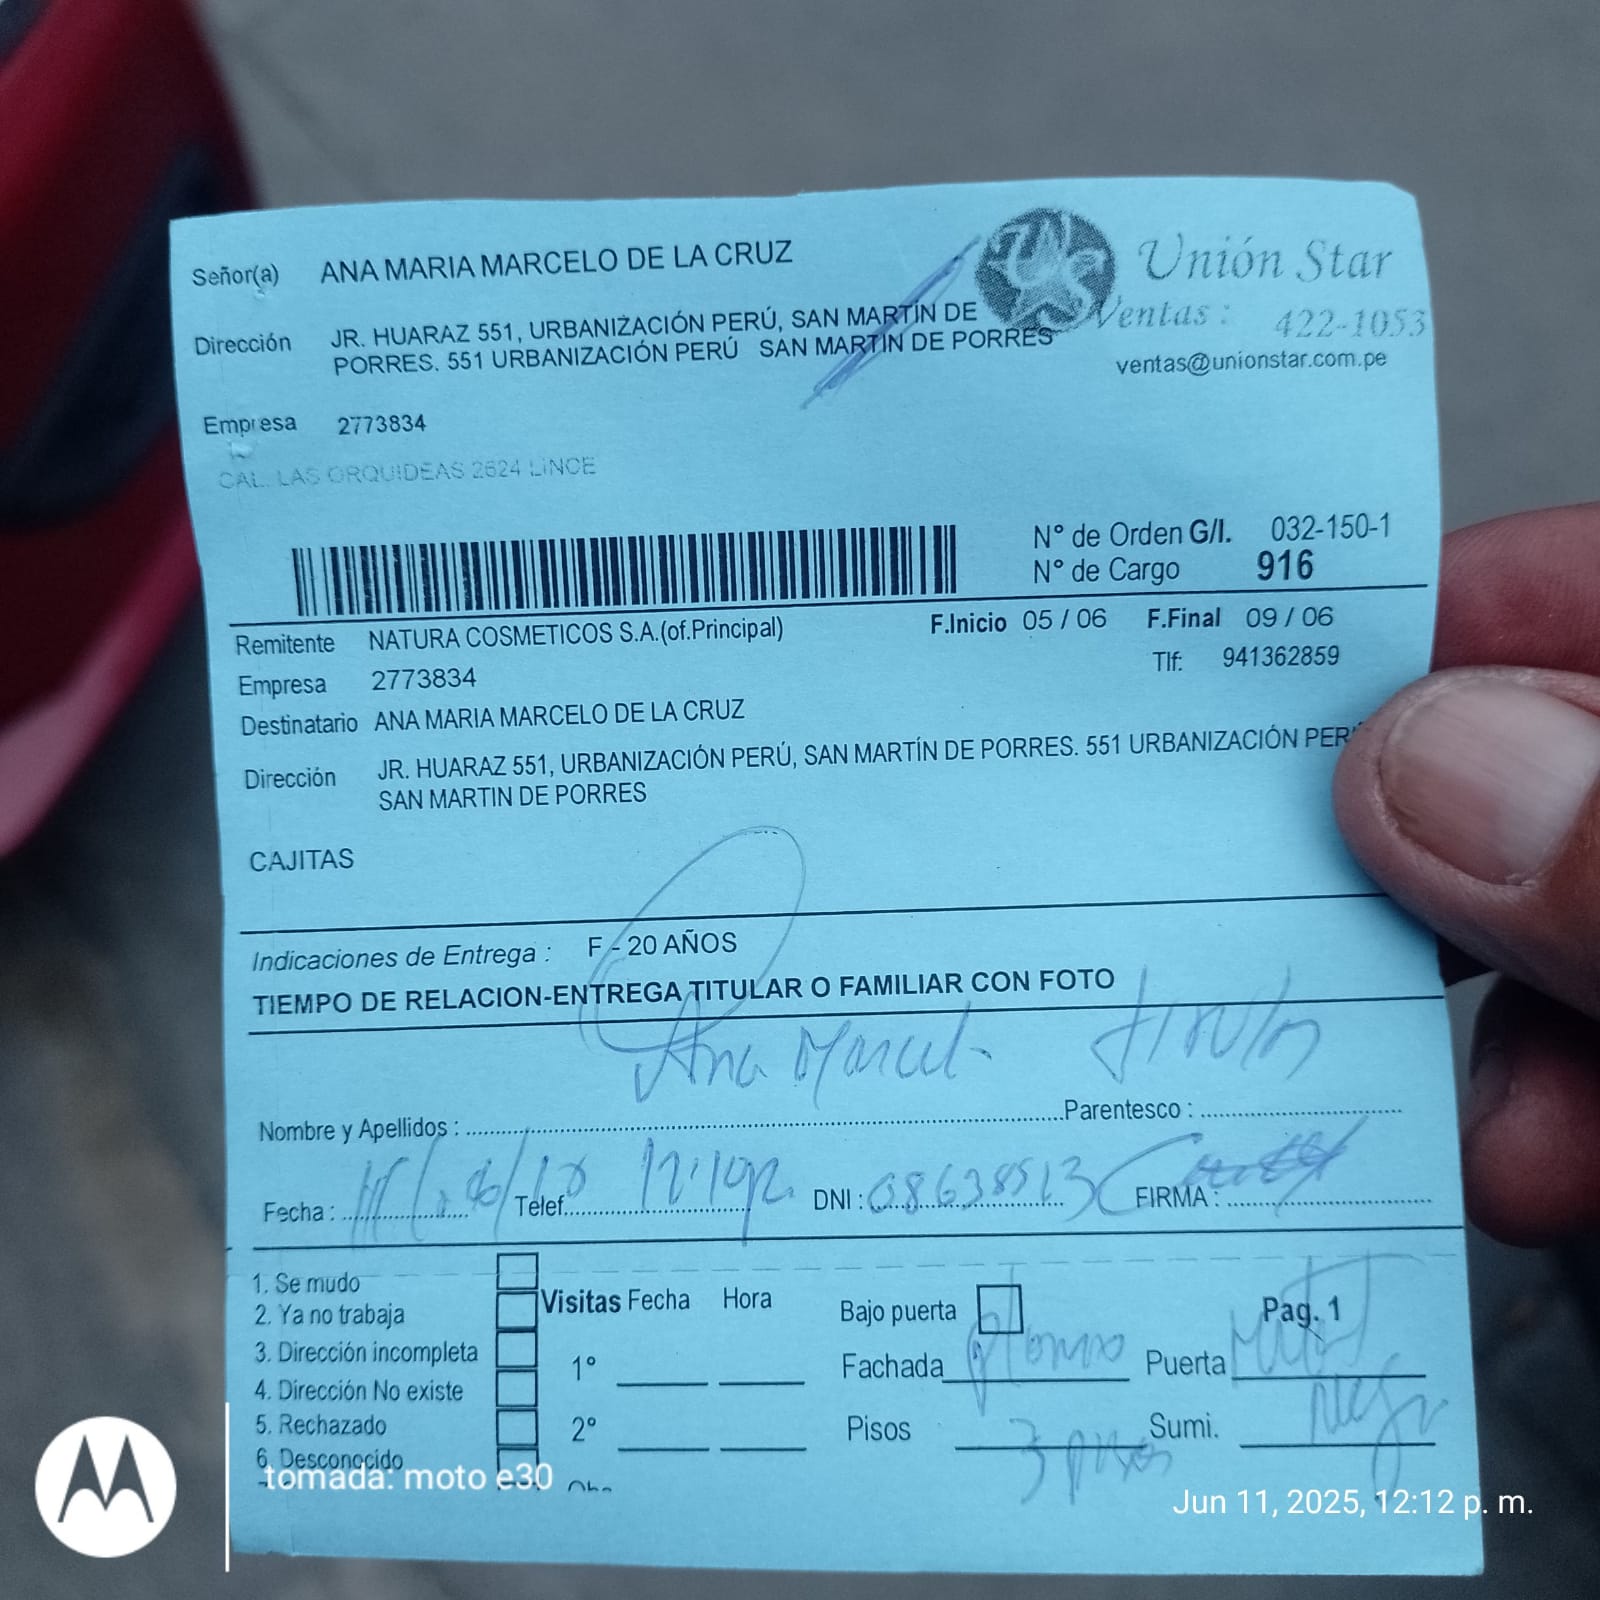 Señor(a) ANA MARIA MARCELO DE LA CRUZ
Unión Star
Dirección JR. HUARAZ 551, URBANIZACIÓN PERÚ, SAN MARTÍN DE
PORRES. 551 URBANIZACIÓN PERÚ SAN MARTIN DE PORRES
Ventas : 422-1053
ventas@unionstar.com.pe
Empresa 2773834
CAL. LAS ORQUIDEAS 2624 LINCE
N° de Orden G/I. 032-150-1
N° de Cargo 916
Remitente NATURA COSMETICOS S.A.(of.Principal) F.Inicio 05 / 06 F.Final 09 / 06
Empresa 2773834 Tlf: 941362859
Destinatario ANA MARIA MARCELO DE LA CRUZ
Dirección JR. HUARAZ 551, URBANIZACIÓN PERÚ, SAN MARTÍN DE PORRES. 551 URBANIZACIÓN PER
SAN MARTIN DE PORRES
CAJITAS
Indicaciones de Entrega : F - 20 AÑOS
TIEMPO DE RELACION-ENTREGA TITULAR O FAMILIAR CON FOTO
Ana Marcel
Nombre y Apellidos : Parentesco :
Fecha : Telef. DNI : 08638513 FIRMA :
1. Se mudo
2. Ya no trabaja
3. Dirección incompleta
4. Dirección No existe
5. Rechazado
6. Desconocido
Visitas Fecha Hora
1°
2°
Bajo puerta Pag. 1
Fachada Puerta
Pisos 3 pisos Sumi.
tomada: moto e30
Jun 11, 2025, 12:12 p. m.